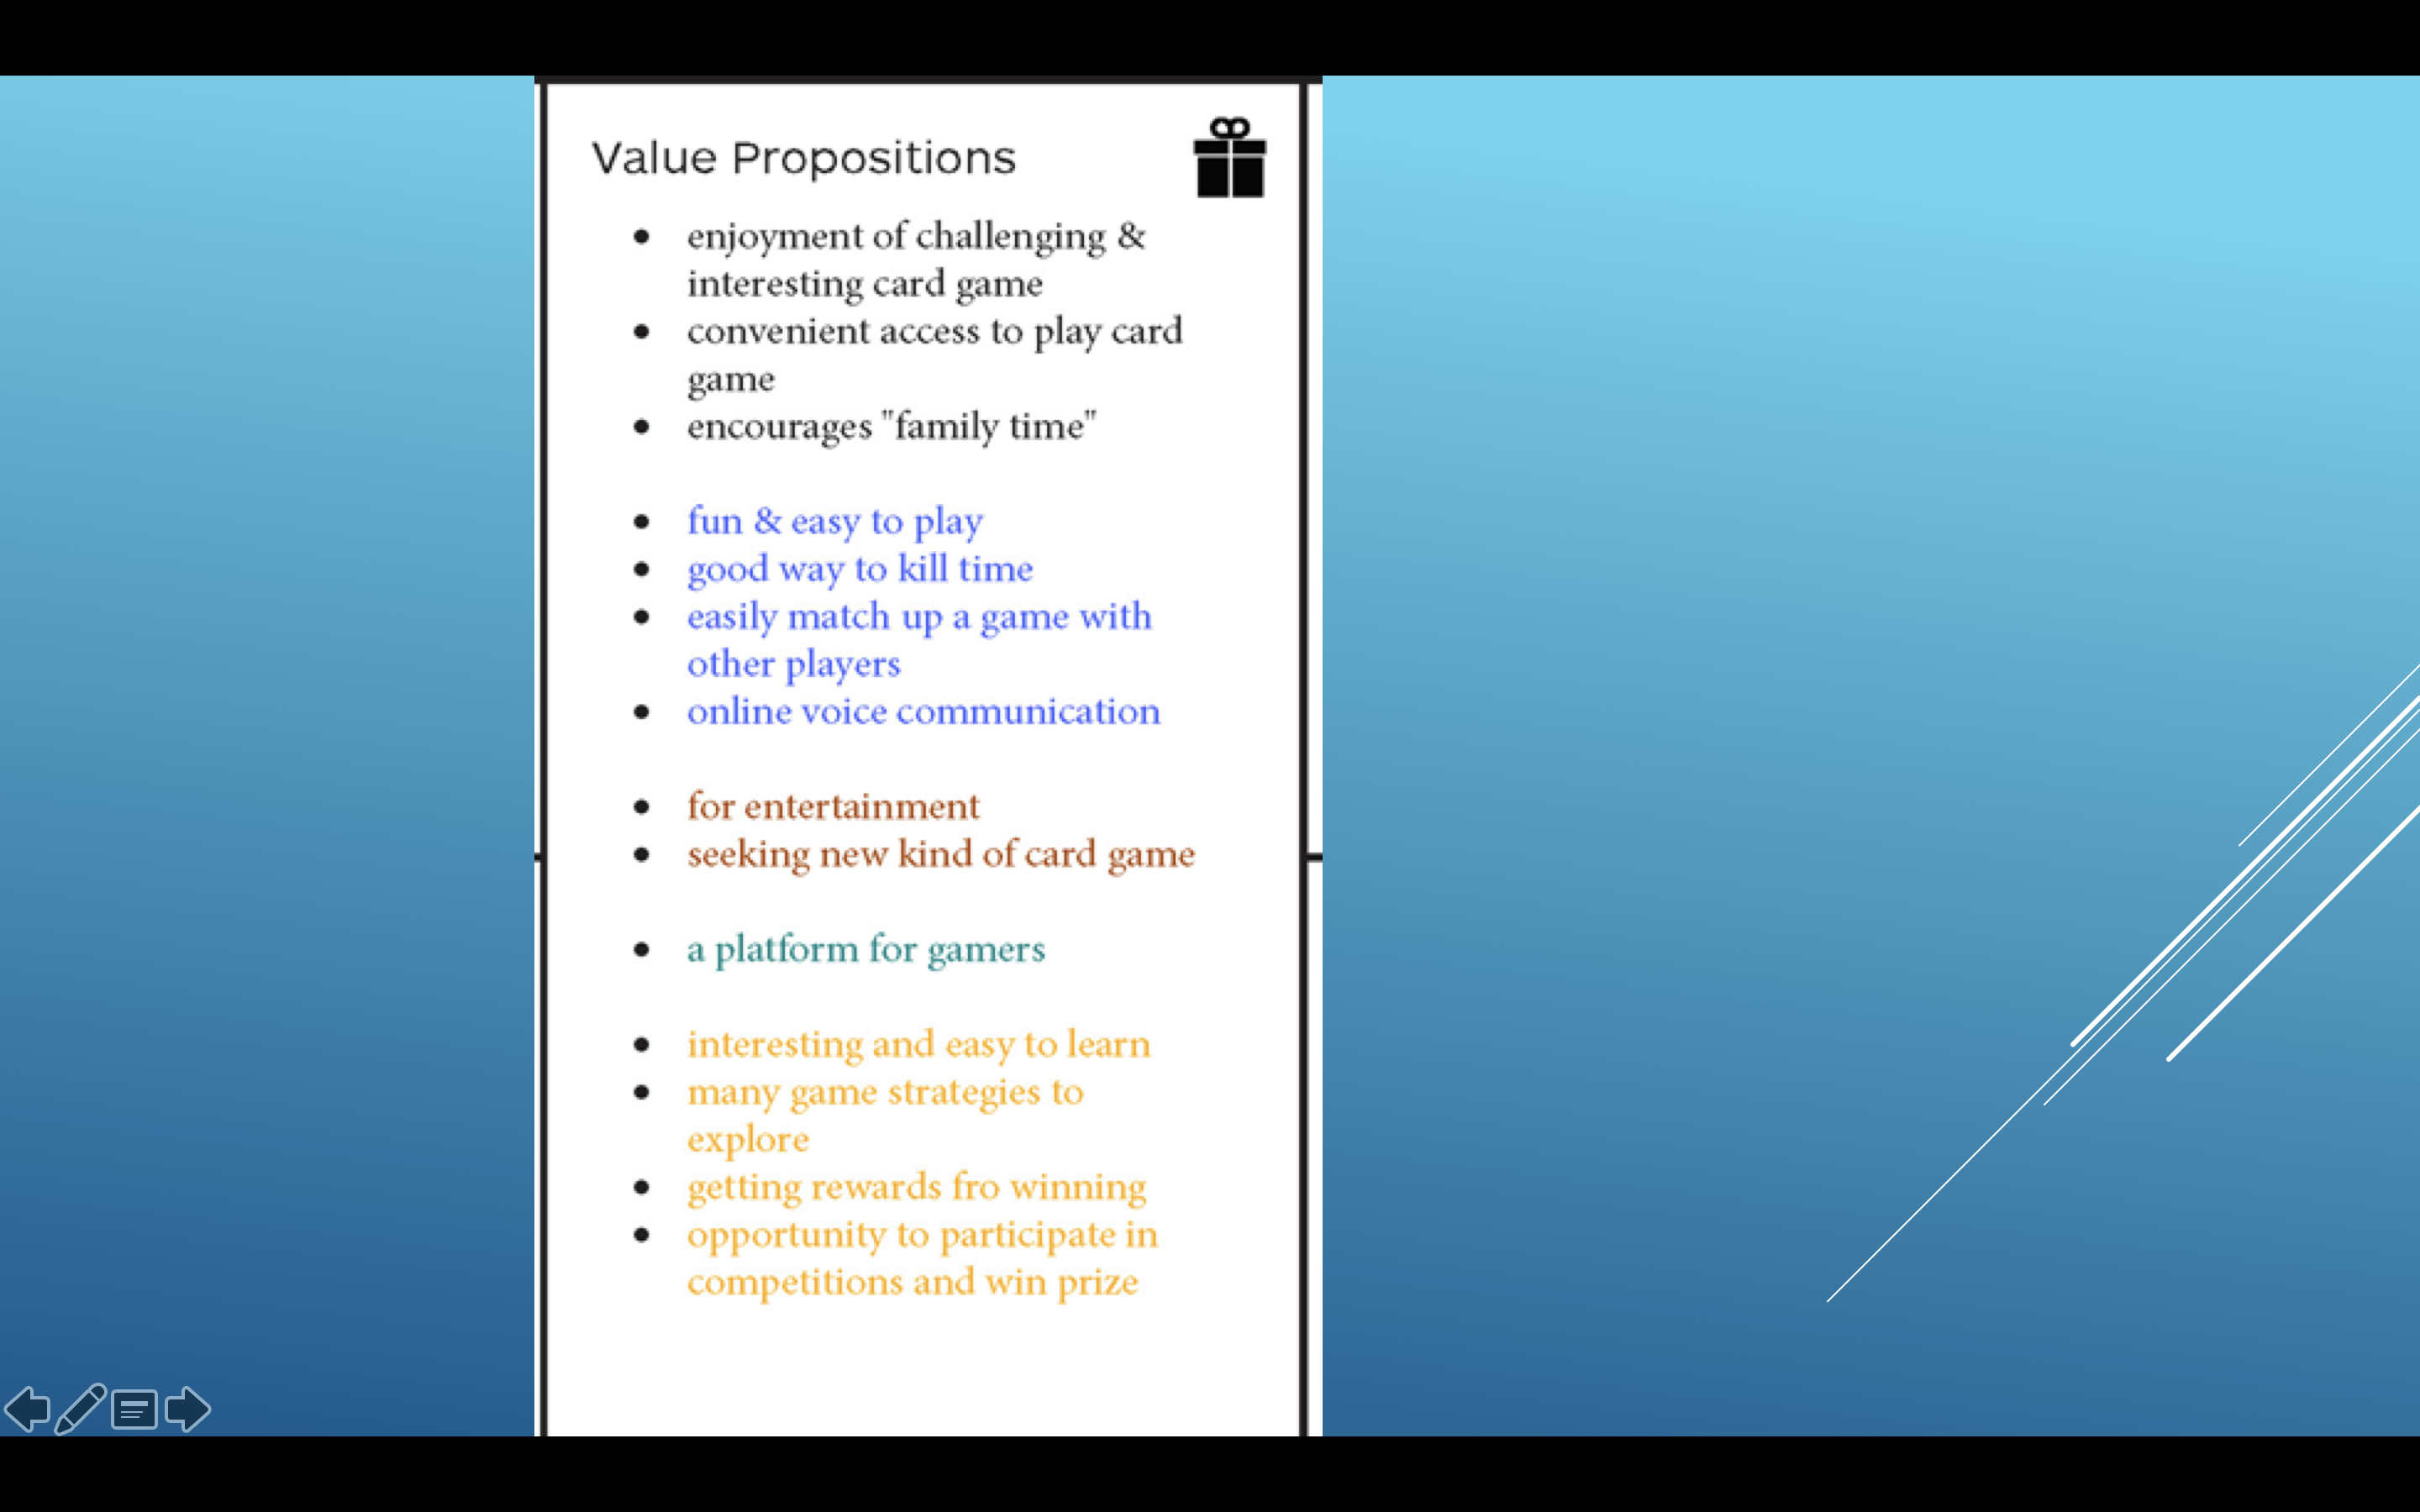 Value Propositions
• enjoyment of challenging &
interesting card game
• convenient access to play card
game
• encourages "family time"
• fun & easy to play
• good way to kill time
• easily match up a game with
other players
• online voice communication
• for entertainment
• seeking new kind of card game
• a platform for gamers
• interesting and easy to learn
• many game strategies to
explore
• getting rewards fro winning
• opportunity to participate in
competitions and win prize